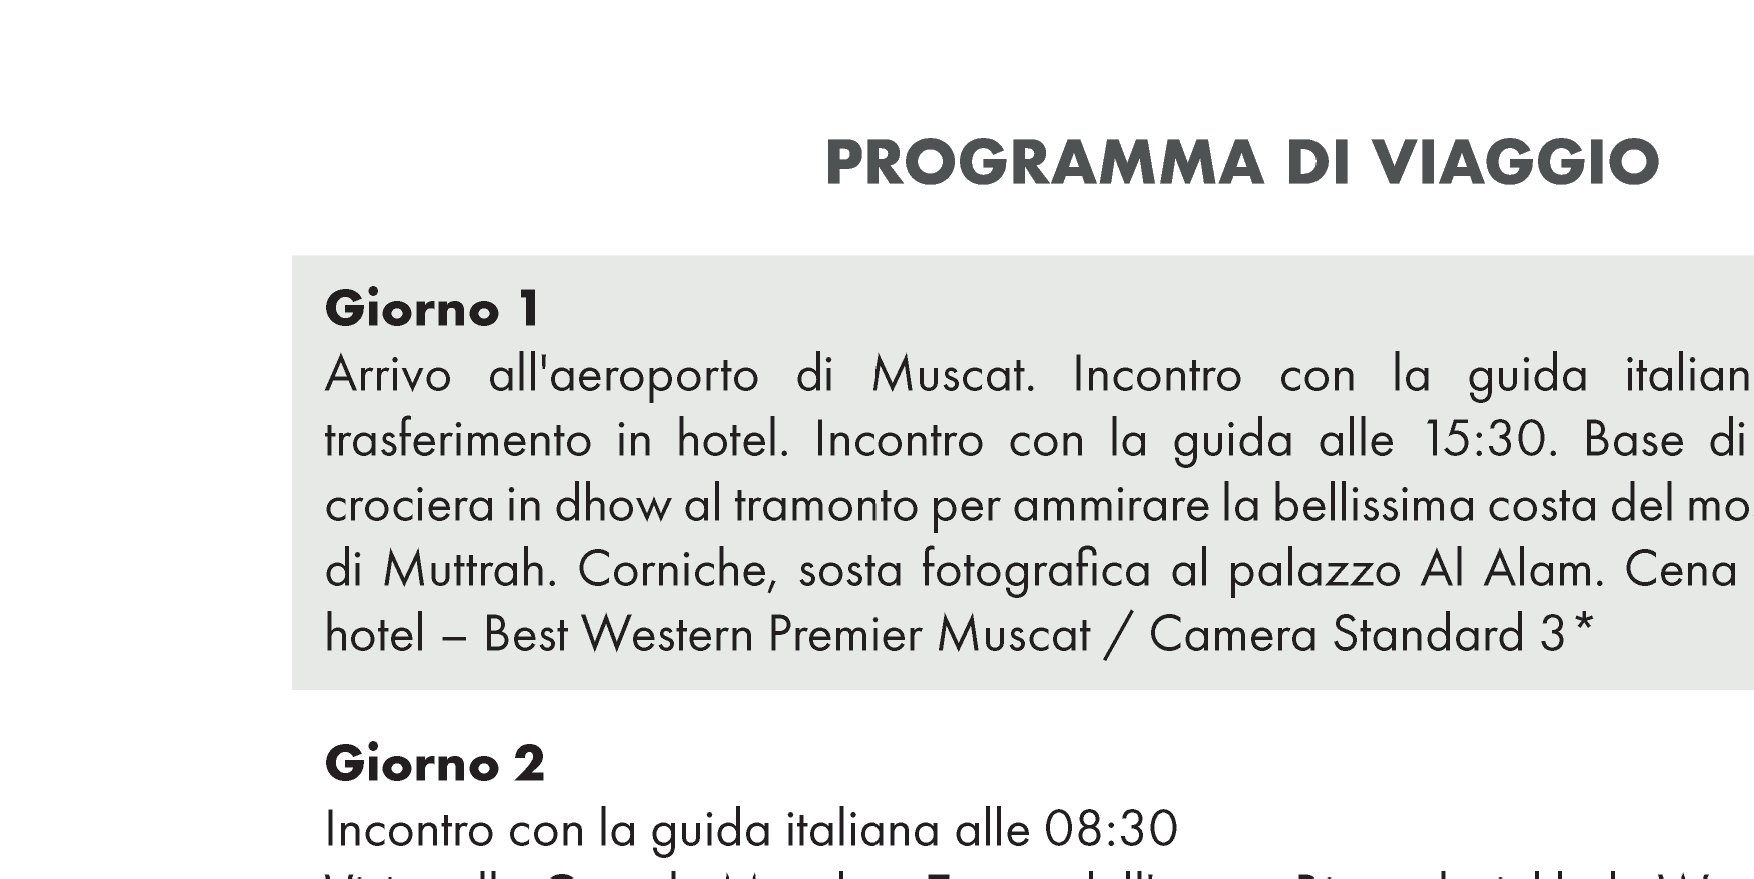 PROGRAMMA DI VIAGGIO
Giorno 1
Arrivo all'aeroporto di Muscat. Incontro con la guida italian
trasferimento in hotel. Incontro con la guida alle 15:30. Base di
crociera in dhow al tramonto per ammirare la bellissima costa del mo
di Muttrah. Corniche, sosta fotografica al palazzo Al Alam. Cena
hotel – Best Western Premier Muscat / Camera Standard 3*
Giorno 2
Incontro con la guida italiana alle 08:30